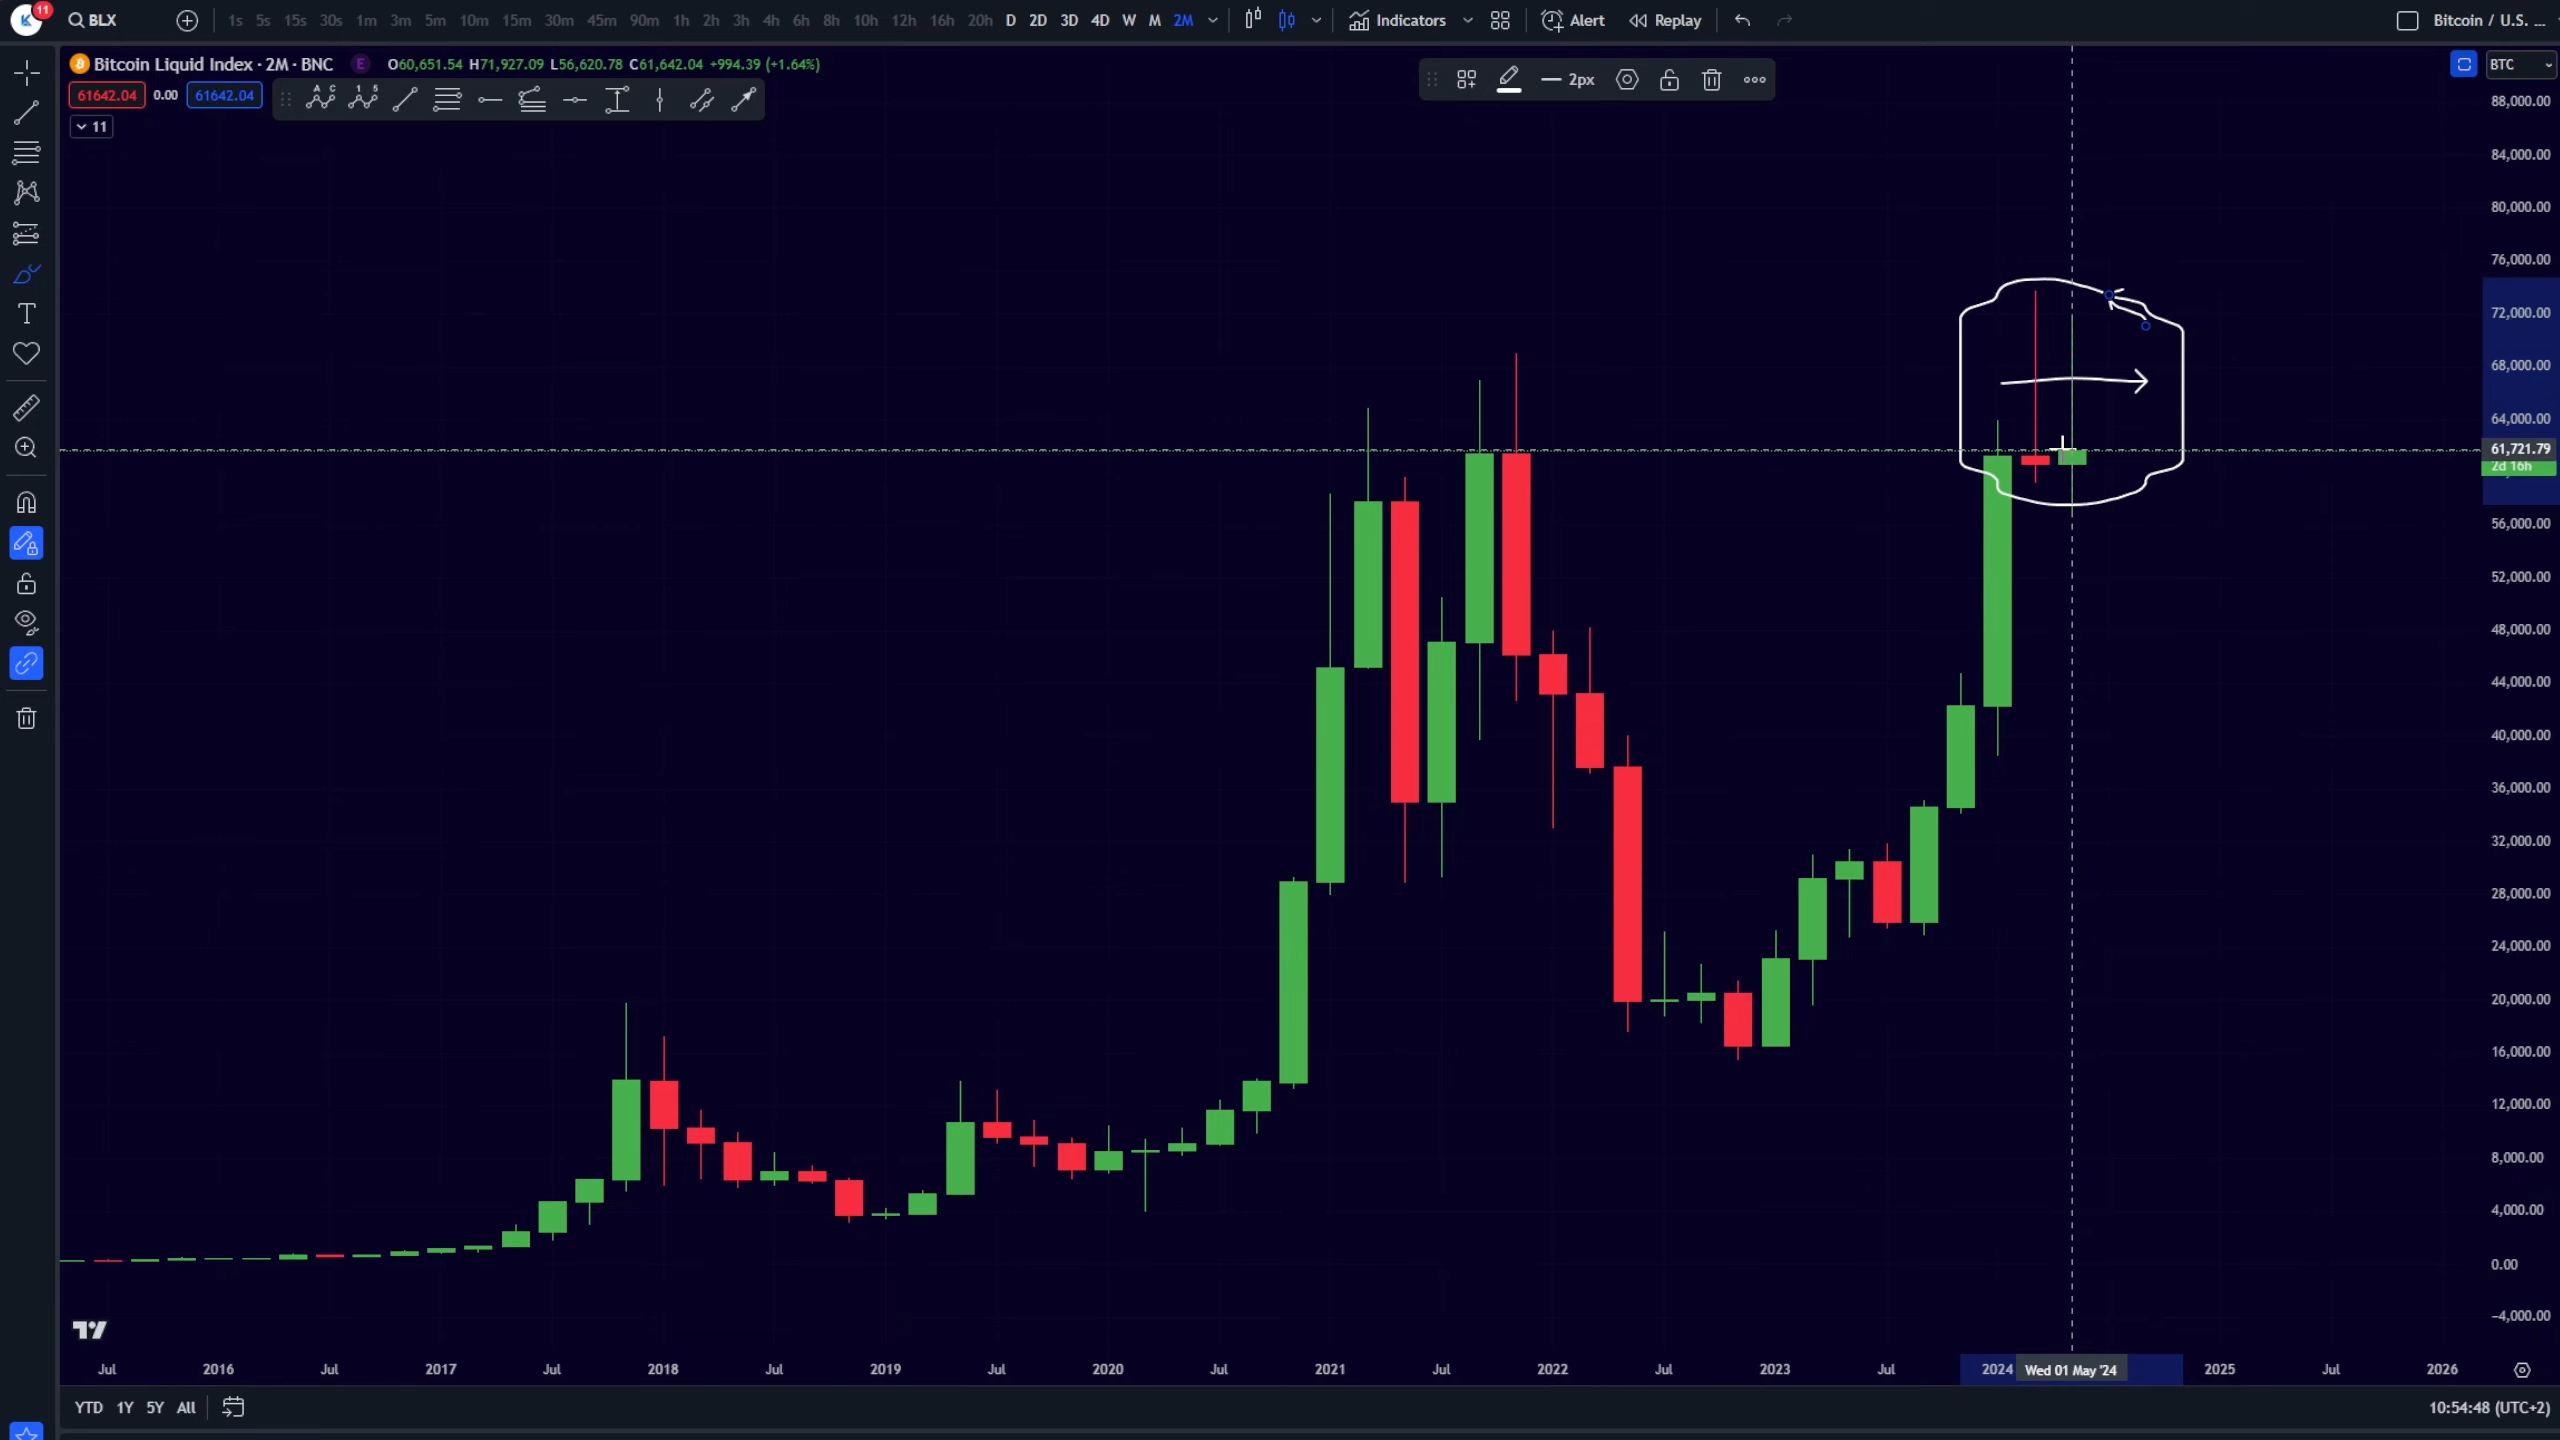 11
BLX
1s 5s 15s 30s 1m 3m 5m 10m 15m 30m 45m 90m 1h 2h 3h 4h 6h 8h 10h 12h 16h 20h D 2D 3D 4D W M 2M
Indicators
Alert
Replay
Bitcoin / U.S. ...
Bitcoin Liquid Index · 2M · BNC E O60,651.54 H71,927.09 L56,620.78 C61,642.04 +994.39 (+1.64%)
61642.04 0.00 61642.04
A C
1 5
2px
BTC
11
88,000.00
84,000.00
80,000.00
76,000.00
72,000.00
68,000.00
64,000.00
61,721.79
2d 16h
56,000.00
52,000.00
48,000.00
44,000.00
40,000.00
36,000.00
32,000.00
28,000.00
24,000.00
20,000.00
16,000.00
12,000.00
8,000.00
4,000.00
0.00
−4,000.00
Jul 2016 Jul 2017 Jul 2018 Jul 2019 Jul 2020 Jul 2021 Jul 2022 Jul 2023 Jul 2024 Wed 01 May '24 2025 Jul 2026
YTD 1Y 5Y All
10:54:48 (UTC+2)